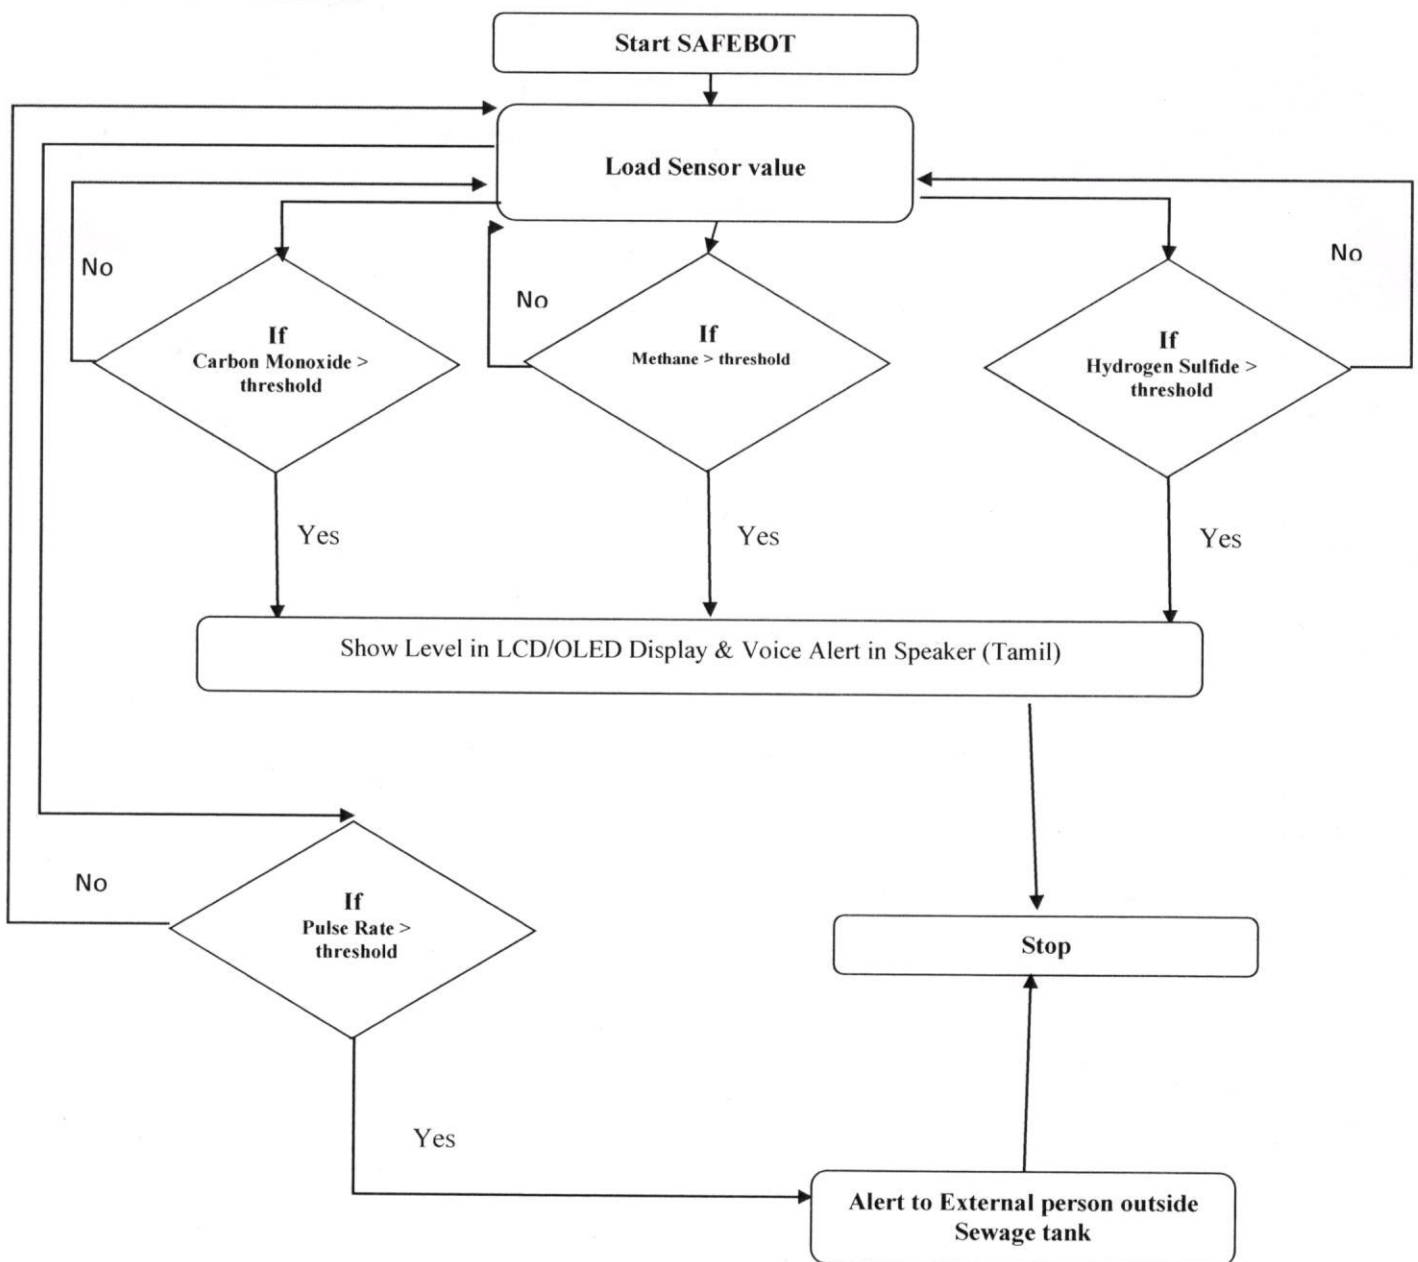 Start SAFEBOT
Load Sensor value
No
No
No
If
Carbon Monoxide >
threshold
If
Methane > threshold
If
Hydrogen Sulfide >
threshold
Yes
Yes
Yes
Show Level in LCD/OLED Display & Voice Alert in Speaker (Tamil)
No
If
Pulse Rate >
threshold
Stop
Yes
Alert to External person outside
Sewage tank